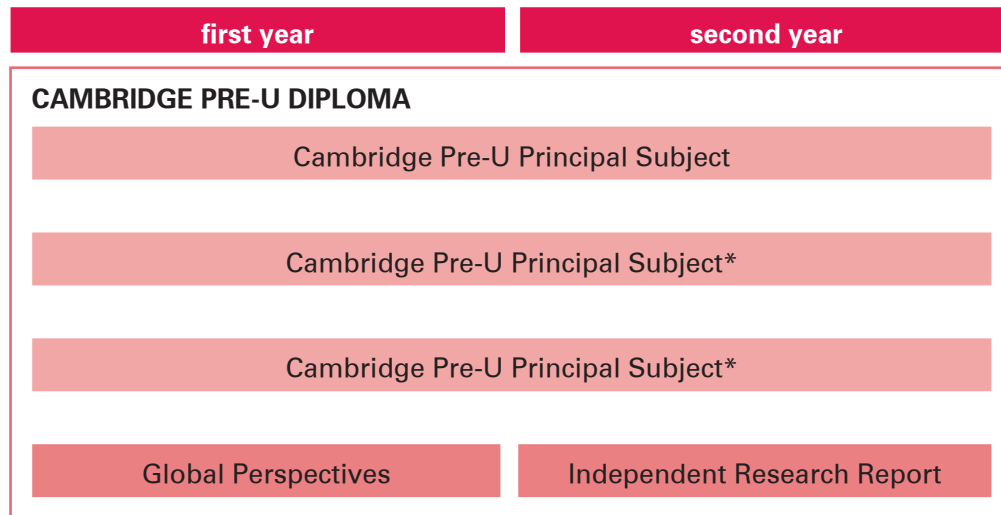 first year
second year
CAMBRIDGE PRE-U DIPLOMA
Cambridge Pre-U Principal Subject
Cambridge Pre-U Principal Subject*
Cambridge Pre-U Principal Subject*
Global Perspectives
Independent Research Report